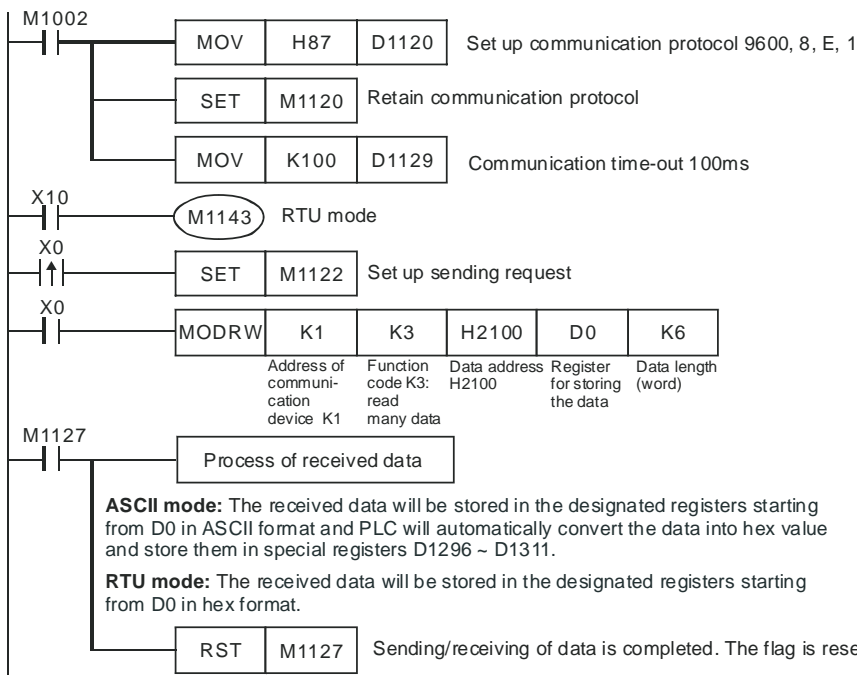 M1002
MOV H87 D1120 Set up communication protocol 9600, 8, E, 1
SET M1120 Retain communication protocol
MOV K100 D1129 Communication time-out 100ms
X10
M1143 RTU mode
X0
SET M1122 Set up sending request
X0
MODRW K1 K3 H2100 D0 K6
Address of communi-cation device K1
Function code K3: read many data
Data address H2100
Register for storing the data
Data length (word)
M1127
Process of received data
ASCII mode: The received data will be stored in the designated registers starting
from D0 in ASCII format and PLC will automatically convert the data into hex value
and store them in special registers D1296 ~ D1311.
RTU mode: The received data will be stored in the designated registers starting
from D0 in hex format.
RST M1127 Sending/receiving of data is completed. The flag is rese